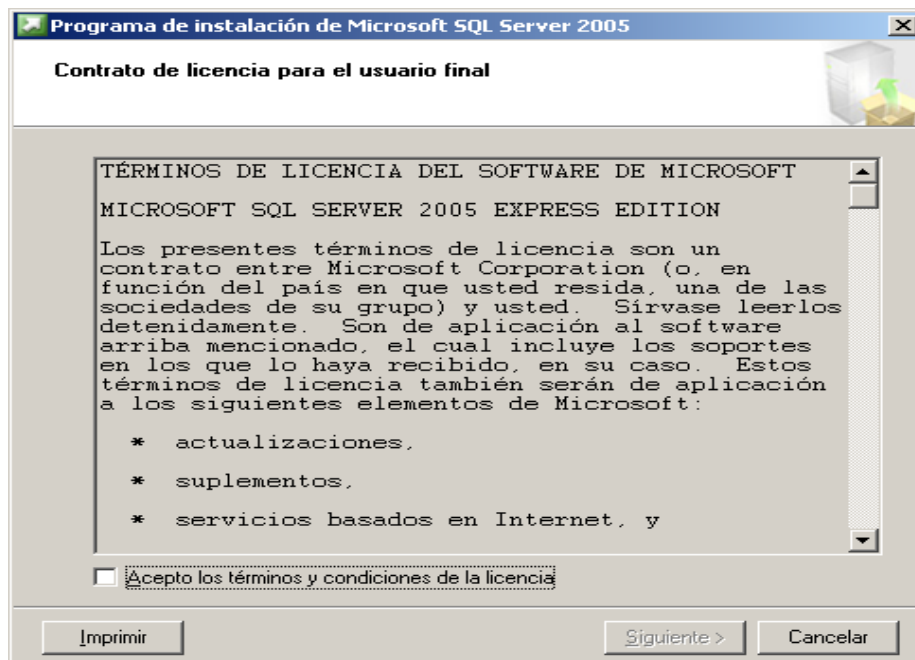 Programa de instalación de Microsoft SQL Server 2005
Contrato de licencia para el usuario final
TÉRMINOS DE LICENCIA DEL SOFTWARE DE MICROSOFT
MICROSOFT SQL SERVER 2005 EXPRESS EDITION
Los presentes términos de licencia son un
contrato entre Microsoft Corporation (o, en
función del país en que usted resida, una de las
sociedades de su grupo) y usted.  Sírvase leerlos
detenidamente.  Son de aplicación al software
arriba mencionado, el cual incluye los soportes
en los que lo haya recibido, en su caso.  Estos
términos de licencia también serán de aplicación
a los siguientes elementos de Microsoft:
* actualizaciones,
* suplementos,
* servicios basados en Internet, y
Acepto los términos y condiciones de la licencia
Imprimir
Siguiente >
Cancelar